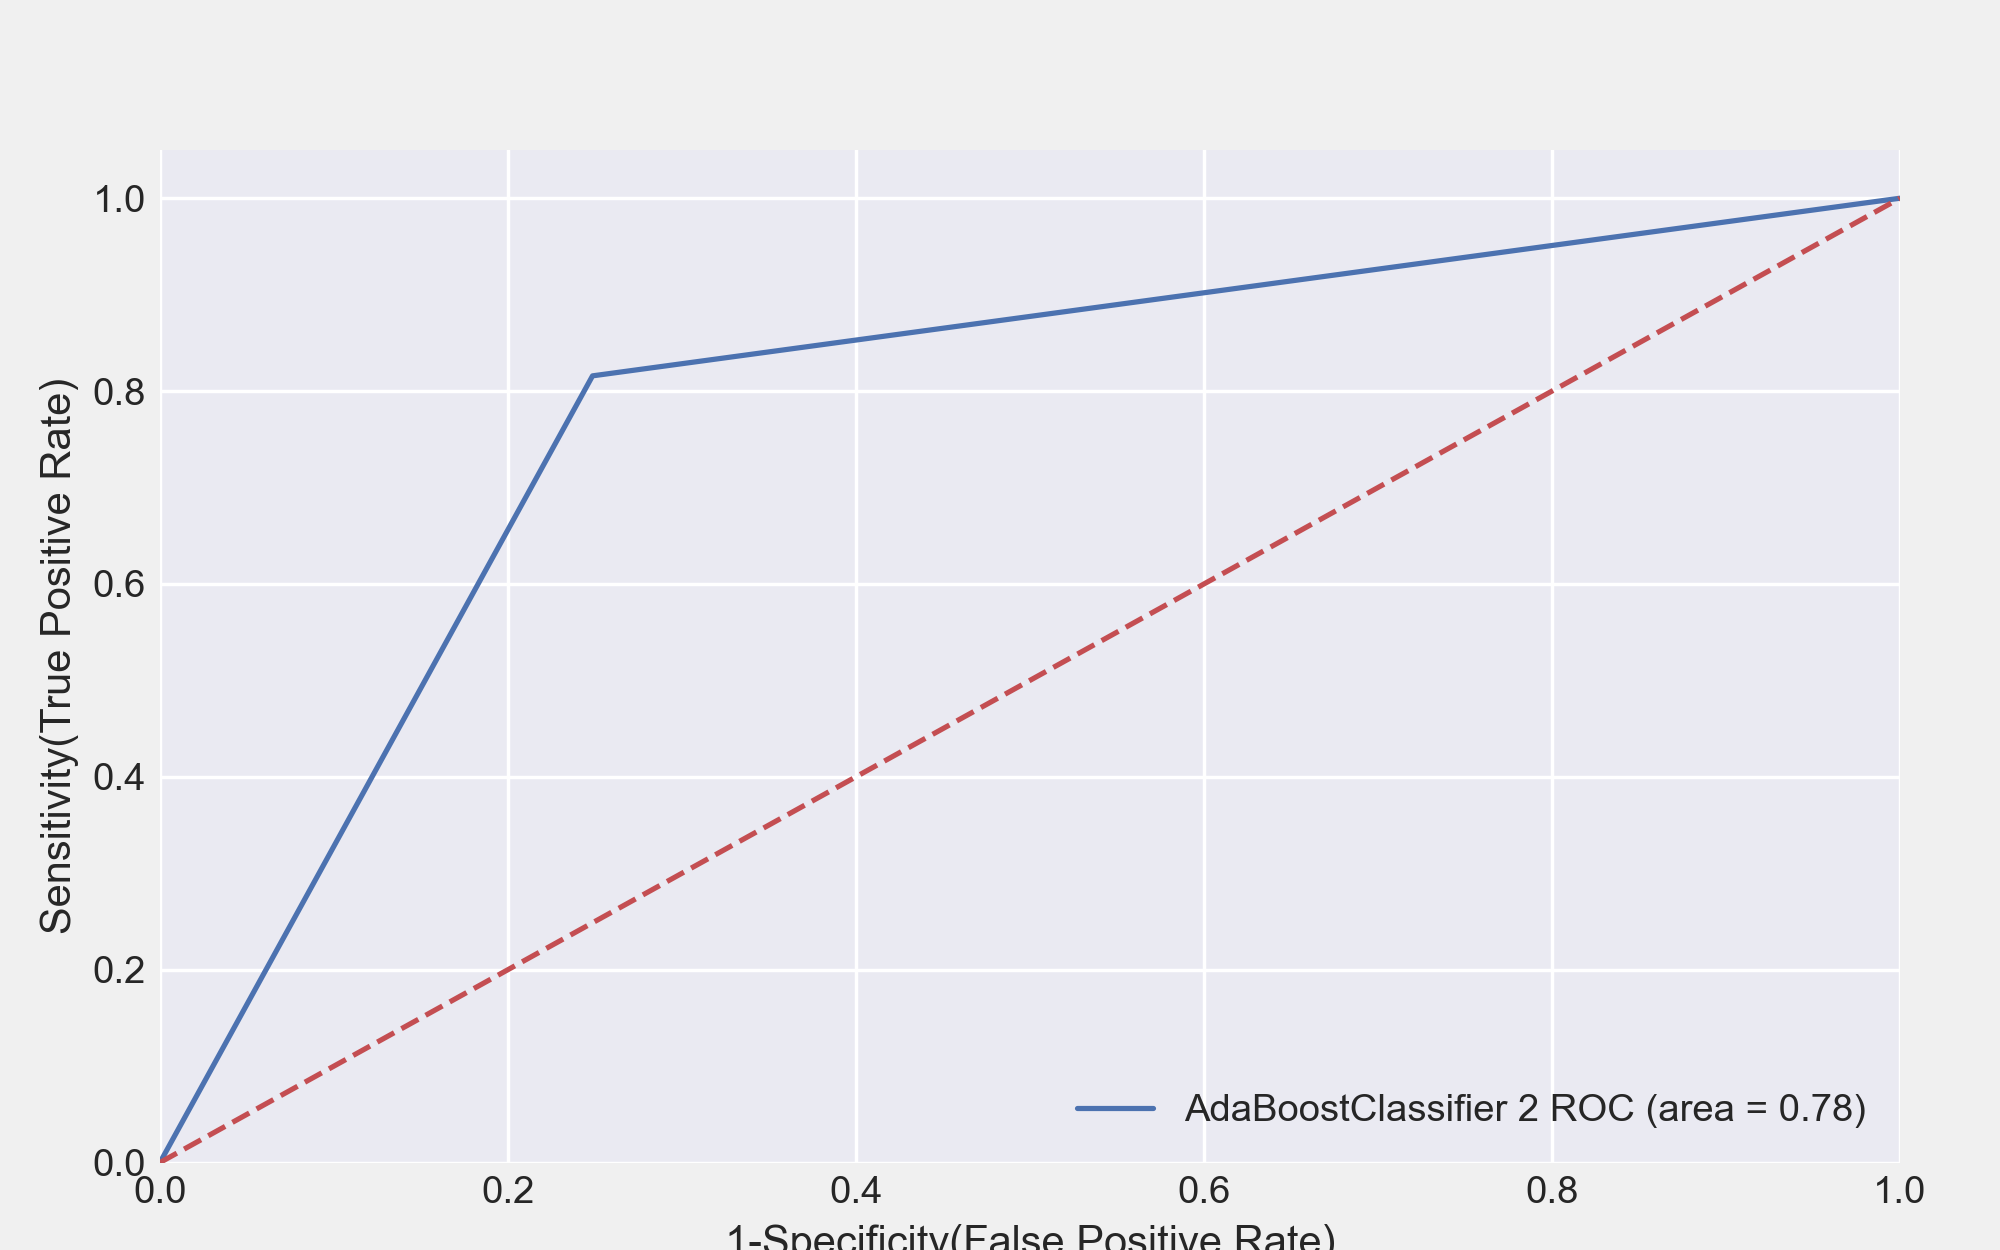 1.0
0.8
0.6
0.4
0.2
0.0
Sensitivity(True Positive Rate)
AdaBoostClassifier 2 ROC (area = 0.78)
0.0 0.2 0.4 0.6 0.8 1.0
1-Specificity(False Positive Rate)